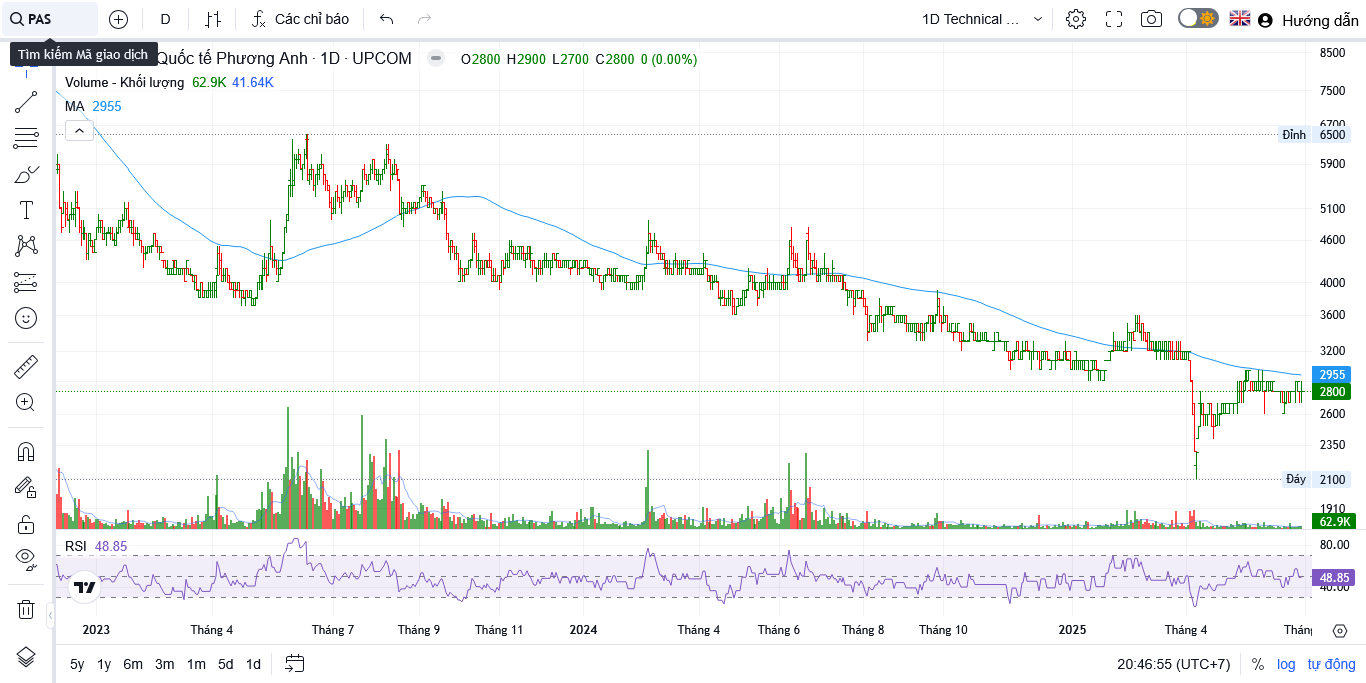 PAS
D
Các chỉ báo
1D Technical ...
Hướng dẫn
Tìm kiếm Mã giao dịch
Quốc tế Phương Anh · 1D · UPCOM
O2800 H2900 L2700 C2800 0 (0.00%)
Volume - Khối lượng 62.9K 41.64K
MA 2955
8500
7500
6700
Đỉnh 6500
5900
5100
4600
4000
3600
3200
2955
2800
2600
2350
Đáy 2100
1910
62.9K
RSI 48.85
80.00
48.85
40.00
2023 Tháng 4 Tháng 7 Tháng 9 Tháng 11 2024 Tháng 4 Tháng 6 Tháng 8 Tháng 10 2025 Tháng 4
5y 1y 6m 3m 1m 5d 1d
20:46:55 (UTC+7) % log tự động